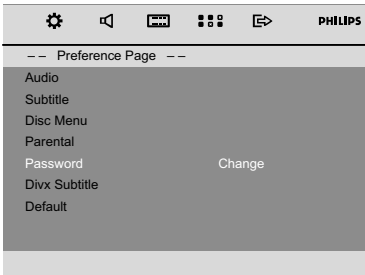 PHILIPS
-- Preference Page --
Audio
Subtitle
Disc Menu
Parental
Password Change
Divx Subtitle
Default